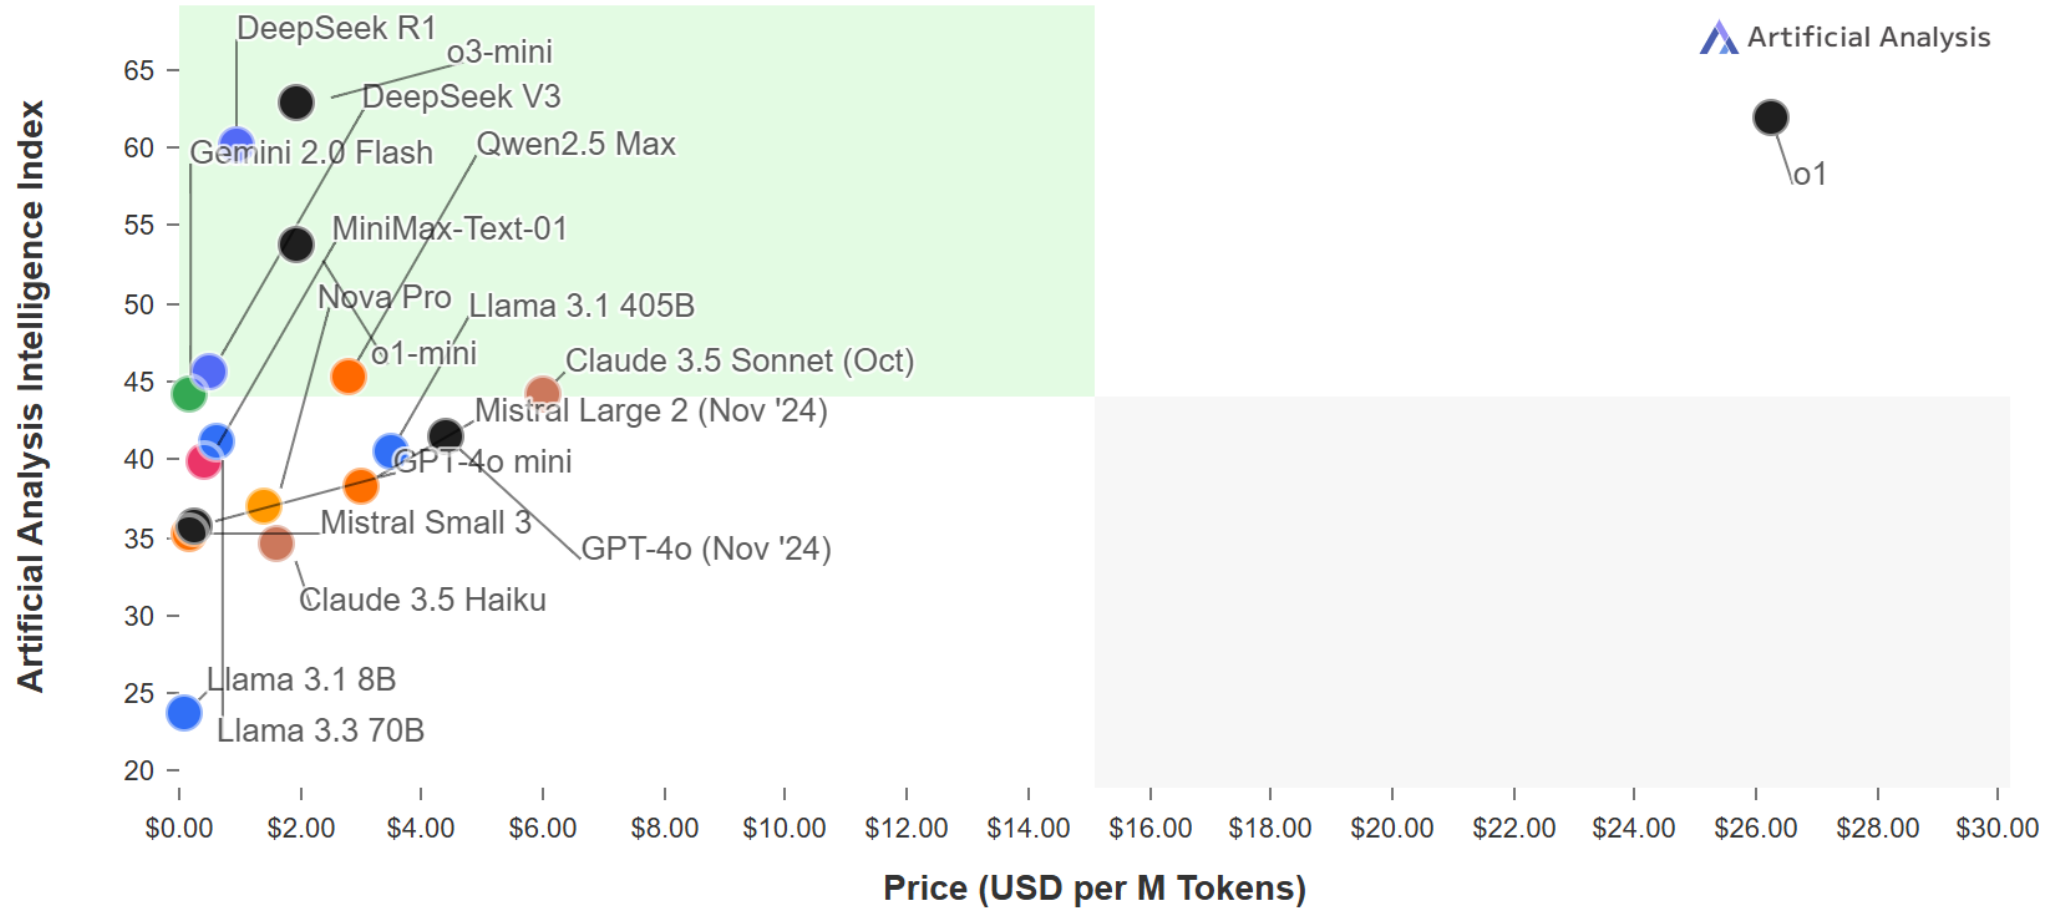 DeepSeek R1
Artificial Analysis
o3-mini
65
DeepSeek V3
60
Gemini 2.0 Flash
Qwen2.5 Max
o1
55
MiniMax-Text-01
50
Nova Pro
Llama 3.1 405B
o1-mini
Claude 3.5 Sonnet (Oct)
45
Mistral Large 2 (Nov '24)
40
GPT-4o mini
35
Mistral Small 3
GPT-4o (Nov '24)
Claude 3.5 Haiku
30
25
Llama 3.1 8B
Llama 3.3 70B
20
Artificial Analysis Intelligence Index
$0.00 $2.00 $4.00 $6.00 $8.00 $10.00 $12.00 $14.00 $16.00 $18.00 $20.00 $22.00 $24.00 $26.00 $28.00 $30.00
Price (USD per M Tokens)